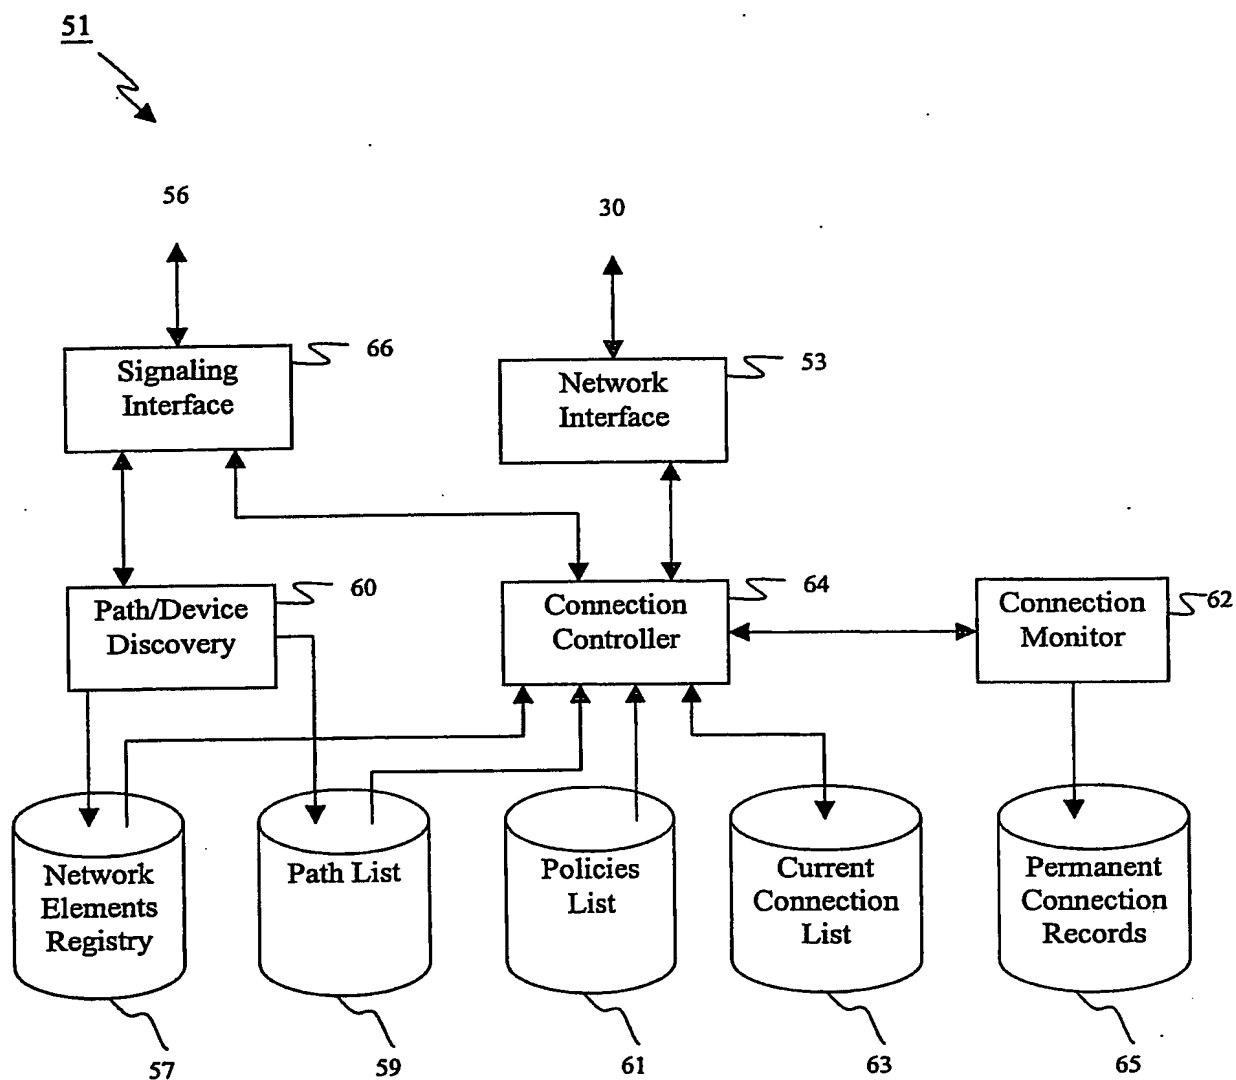 51
56
30
66
Signaling
Interface
53
Network
Interface
60
Path/Device
Discovery
64
Connection
Controller
62
Connection
Monitor
Network
Elements
Registry
Path List
Policies
List
Current
Connection
List
Permanent
Connection
Records
57
59
61
63
65